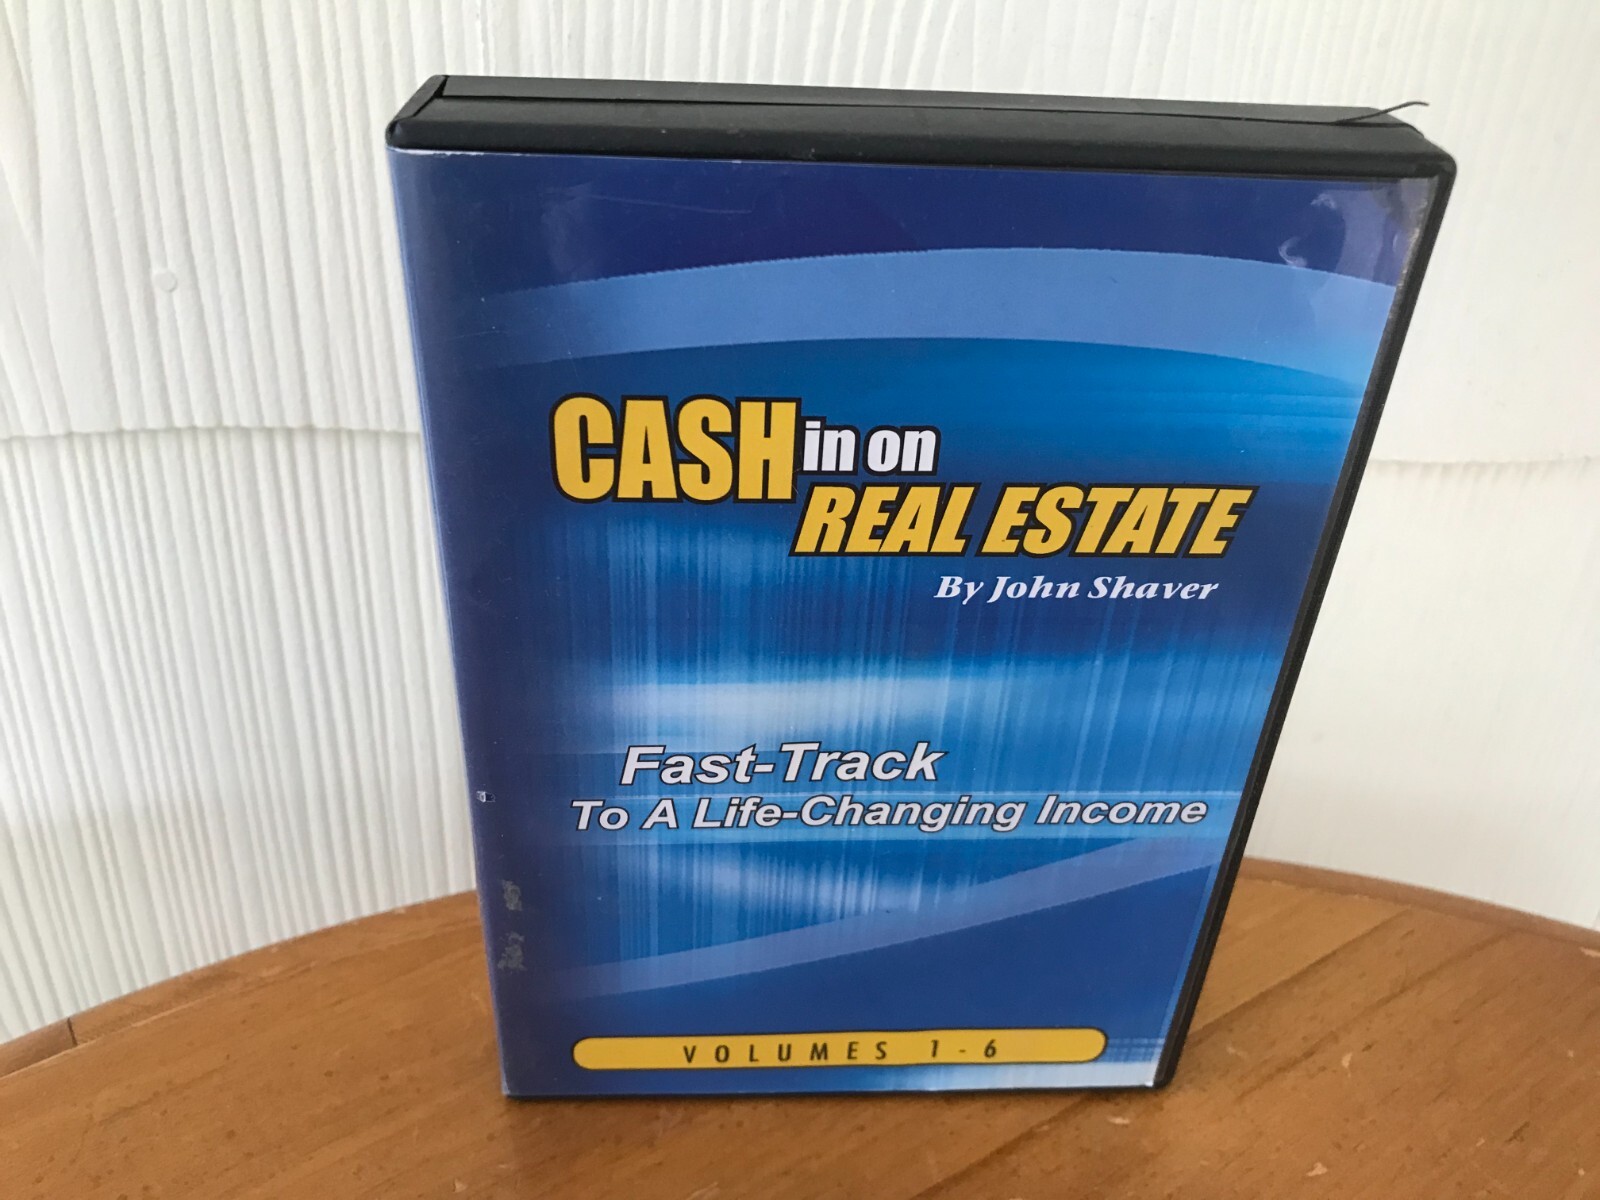 CASH in on
REAL ESTATE
By John Shaver
Fast-Track
To A Life-Changing Income
VOLUMES 1-6